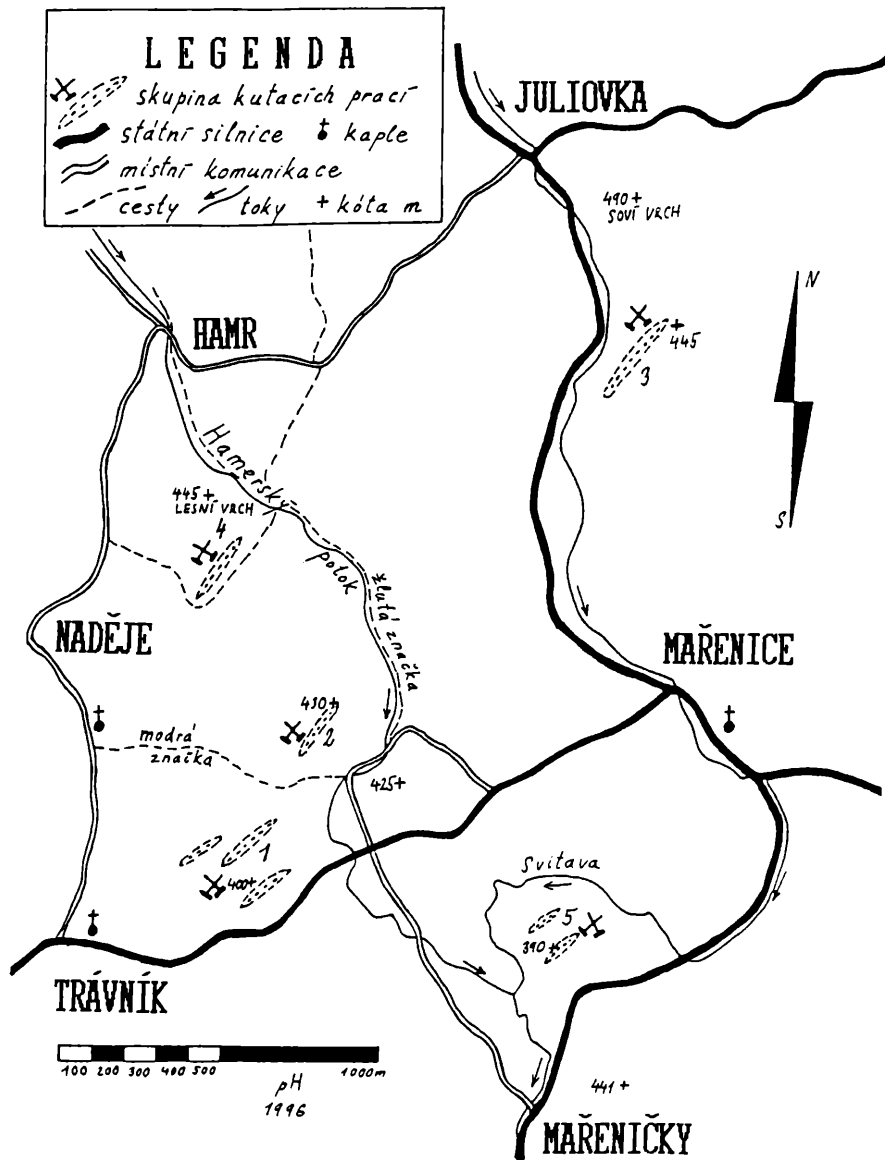 LEGENDA
skupina kutacích prací
státní silnice kaple
místní komunikace
cesty toky + kóta m
JULIOVKA
490+
SOVÍ VRCH
N
HAMR
+
445
3
Hamerský
potok
445+
LESNÍ VRCH
4
S
žlutá značka
NADĚJE
MAŘENICE
430+
2
modrá
značka
425+
1
400+
Svitava
5
390+
TRÁVNÍK
100 200 300 400 500 1000m
pH
1996
441+
MAŘENIČKY